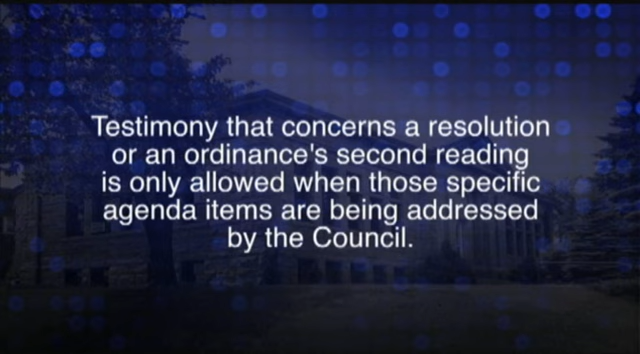 Testimony that concerns a resolution
or an ordinance's second reading
is only allowed when those specific
agenda items are being addressed
by the Council.